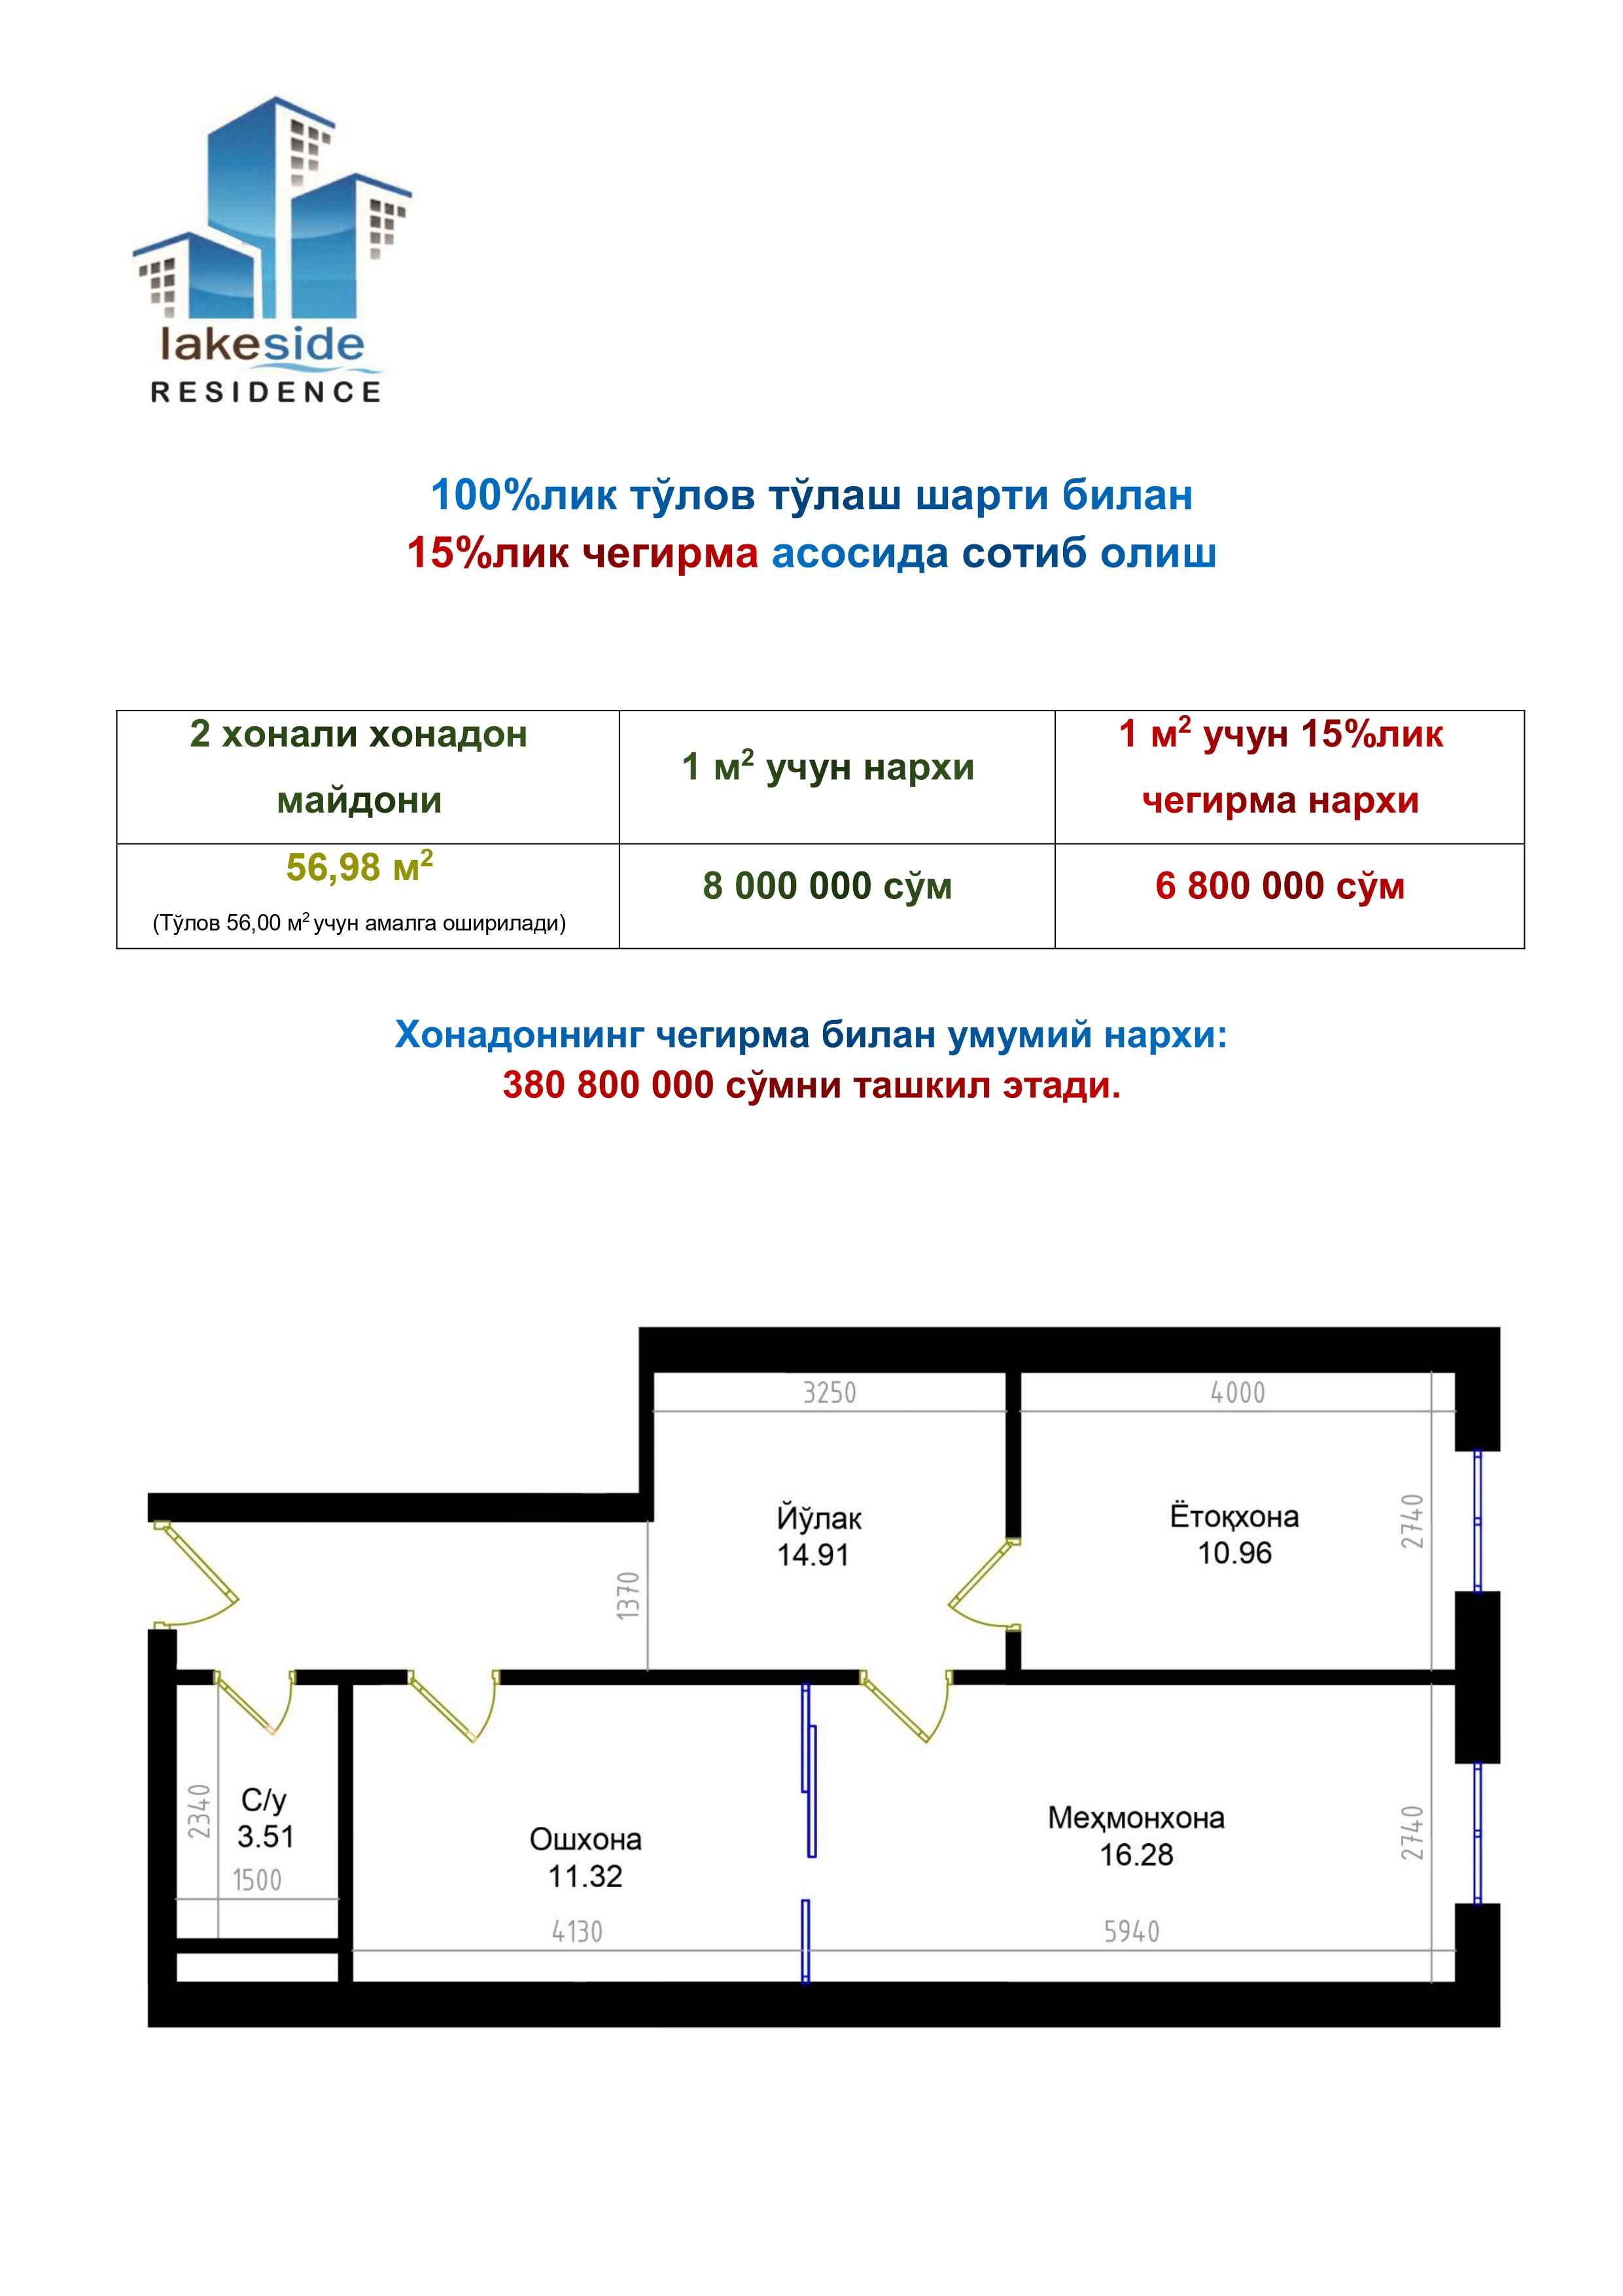 lakeside
RESIDENCE
100%лик тўлов тўлаш шарти билан
15%лик чегирма асосида сотиб олиш
2 хонали хонадон
майдони
1 м² учун нархи
1 м² учун 15%лик
чегирма нархи
56,98 м²
(Тўлов 56,00 м² учун амалга оширилади)
8 000 000 сўм
6 800 000 сўм
Хонадоннинг чегирма билан умумий нархи:
380 800 000 сўмни ташкил этади.
3250
4000
Йўлак
14.91
Ётоқхона
10.96
2740
1370
2340
С/у
3.51
1500
Ошхона
11.32
4130
Меҳмонхона
16.28
2740
5940